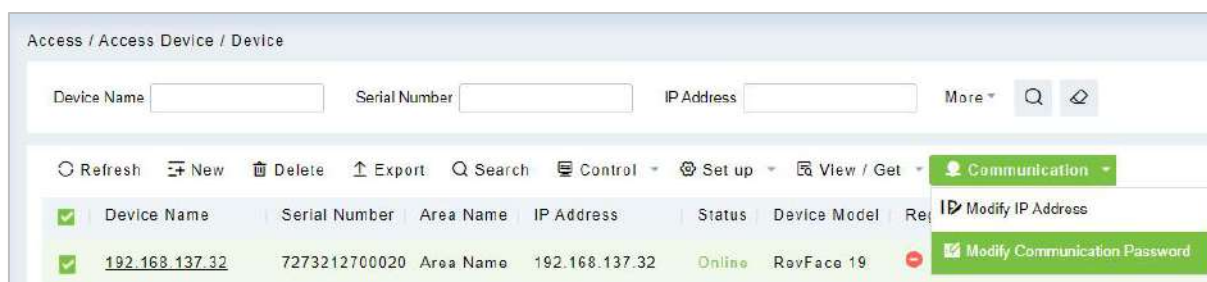 Access / Access Device / Device
Device Name Serial Number IP Address More
Refresh New Delete Export Search Control Set up View / Get Communication
Device Name Serial Number Area Name IP Address Status Device Model Reg
Modify IP Address
192.168.137.32 7273212700020 Area Name 192.168.137.32 Online RevFace 19
Modify Communication Password